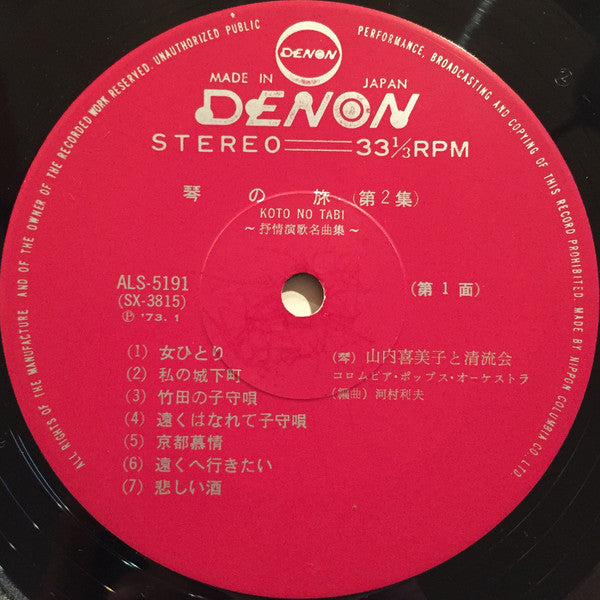 DENON
MADE IN JAPAN
DENON
STEREO 33⅓RPM
琴の旅 (第2集)
KOTO NO TABI
～抒情演歌名曲集～
ALS-5191
(SX-3815)
Ⓟ '73. 1
(第1面)
(1) 女ひとり
(2) 私の城下町
(3) 竹田の子守唄
(4) 遠くはなれて子守唄
(5) 京都慕情
(6) 遠くへ行きたい
(7) 悲しい酒
(琴) 山内喜美子と清流会
コロムビア・ポップス・オーケストラ
(編曲) 河村利夫
ALL RIGHTS OF THE MANUFACTURE AND OF THE OWNER OF THE RECORDED WORK RESERVED. UNAUTHORIZED PUBLIC PERFORMANCE, BROADCASTING AND COPYING OF THIS RECORD PROHIBITED. MADE BY NIPPON COLUMBIA CO., LTD.
2